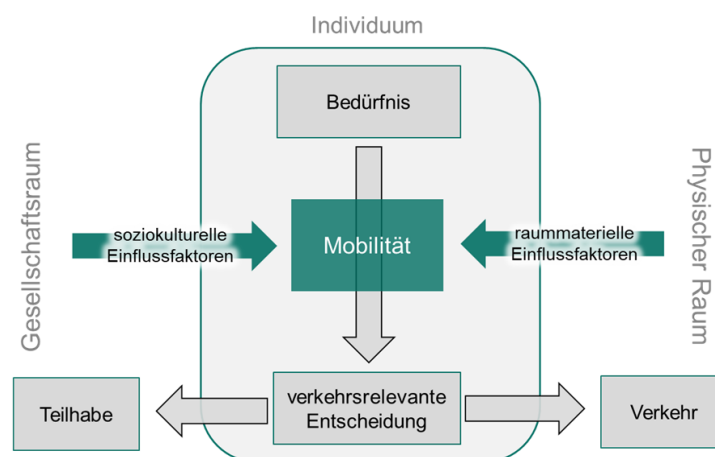 Individuum
Bedürfnis
Gesellschaftsraum
soziokulturelle
Einflussfaktoren
Mobilität
raummaterielle
Einflussfaktoren
Physischer Raum
Teilhabe
verkehrsrelevante
Entscheidung
Verkehr